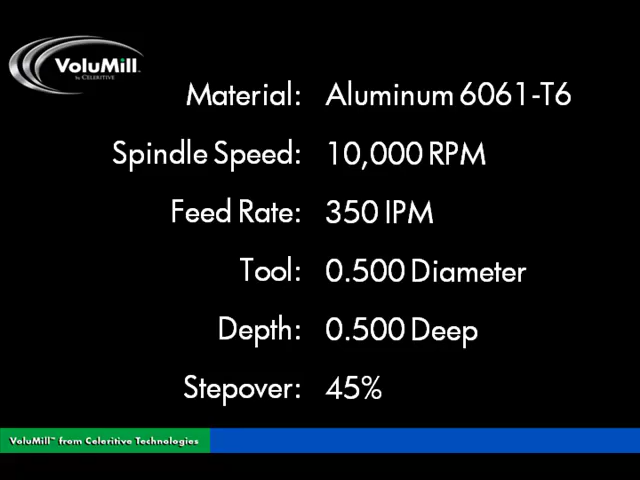 VoluMill™
by Celeritive
Material: Aluminum 6061-T6
Spindle Speed: 10,000 RPM
Feed Rate: 350 IPM
Tool: 0.500 Diameter
Depth: 0.500 Deep
Stepover: 45%
VoluMill™ from Celeritive Technologies